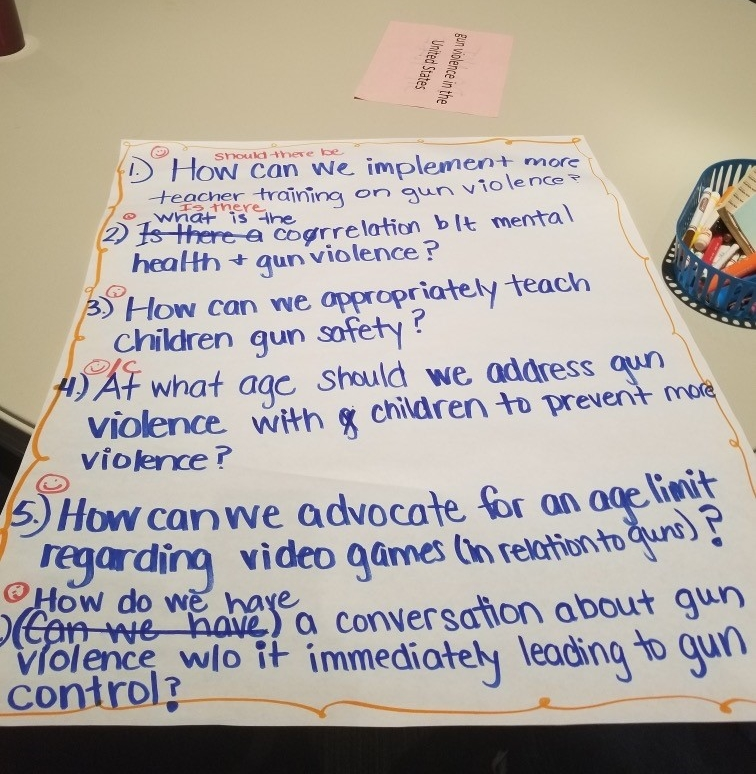 gun violence in the
United States
should there be
1.) How can we implement more
teacher training on gun violence?
Is there
what is the
2) Is there a correlation b/t mental
health + gun violence?
3.) How can we appropriately teach
children gun safety?
/C
4.) At what age should we address gun
violence with children to prevent more
violence?
5.) How can we advocate for an age limit
regarding video games (in relation to guns)?
How do we have
) (Can we have) a conversation about gun
violence w/o it immediately leading to gun
control?